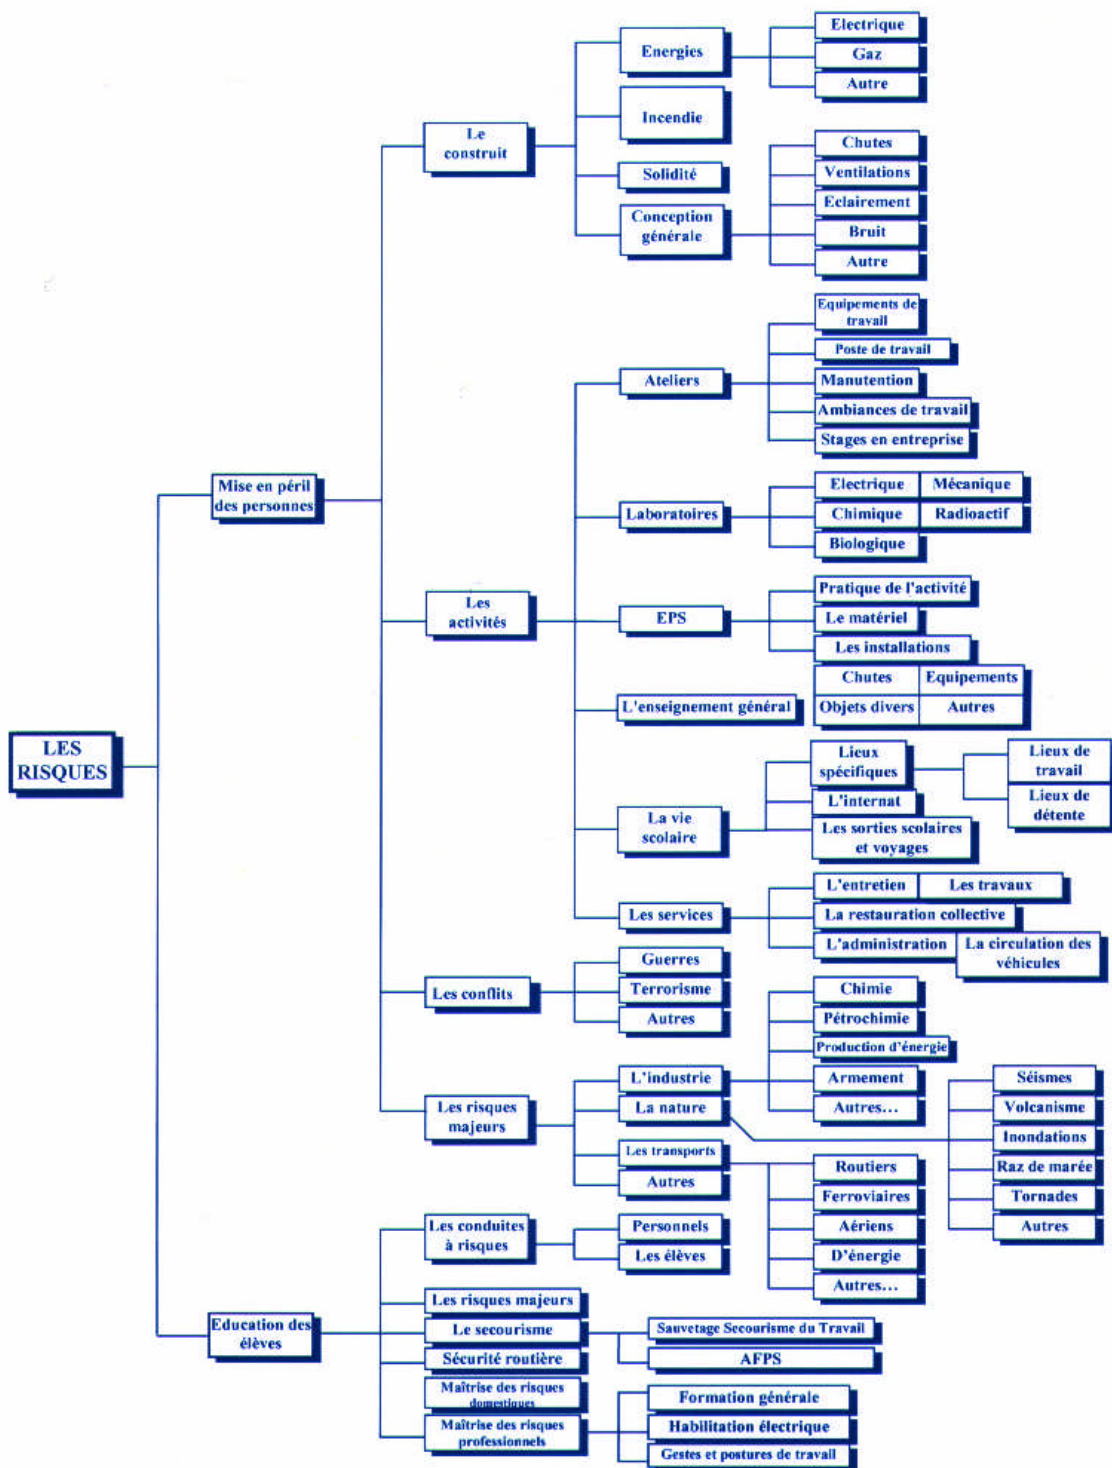 LES
RISQUES
Mise en péril
des personnes
Le
construit
Energies
Electrique
Gaz
Autre
Incendie
Solidité
Conception
générale
Chutes
Ventilations
Eclairement
Bruit
Autre
Les
activités
Ateliers
Equipements de
travail
Poste de travail
Manutention
Ambiances de travail
Stages en entreprise
Laboratoires
Electrique
Mécanique
Chimique
Radioactif
Biologique
EPS
Pratique de l'activité
Le matériel
Les installations
L'enseignement général
Chutes
Equipements
Objets divers
Autres
La vie
scolaire
Lieux
spécifiques
Lieux de
travail
Lieux de
détente
L'internat
Les sorties scolaires
et voyages
Les services
L'entretien
Les travaux
La restauration collective
L'administration
La circulation des
véhicules
Les conflits
Guerres
Terrorisme
Autres
Les risques
majeurs
L'industrie
Chimie
Pétrochimie
Production d'énergie
Armement
Autres...
La nature
Séismes
Volcanisme
Inondations
Raz de marée
Tornades
Autres
Les transports
Routiers
Ferroviaires
Aériens
D'énergie
Autres...
Autres
Education des
élèves
Les conduites
à risques
Personnels
Les élèves
Les risques majeurs
Le secourisme
Sauvetage Secourisme du Travail
AFPS
Sécurité routière
Maîtrise des risques
domestiques
Maîtrise des risques
professionnels
Formation générale
Habilitation électrique
Gestes et postures de travail